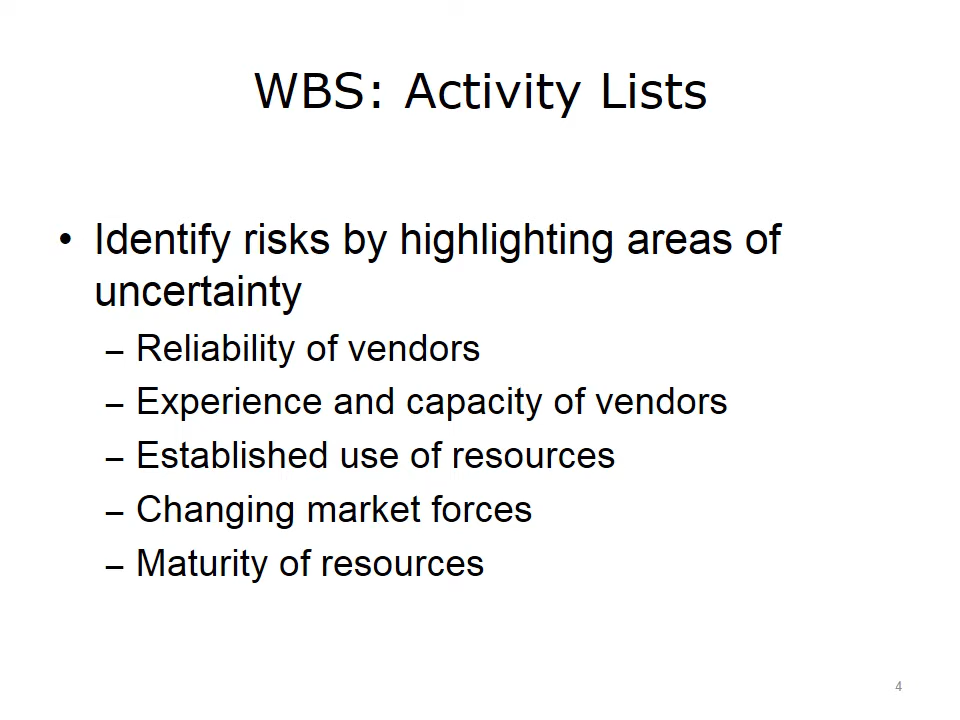 WBS: Activity Lists
• Identify risks by highlighting areas of
uncertainty
– Reliability of vendors
– Experience and capacity of vendors
– Established use of resources
– Changing market forces
– Maturity of resources
4